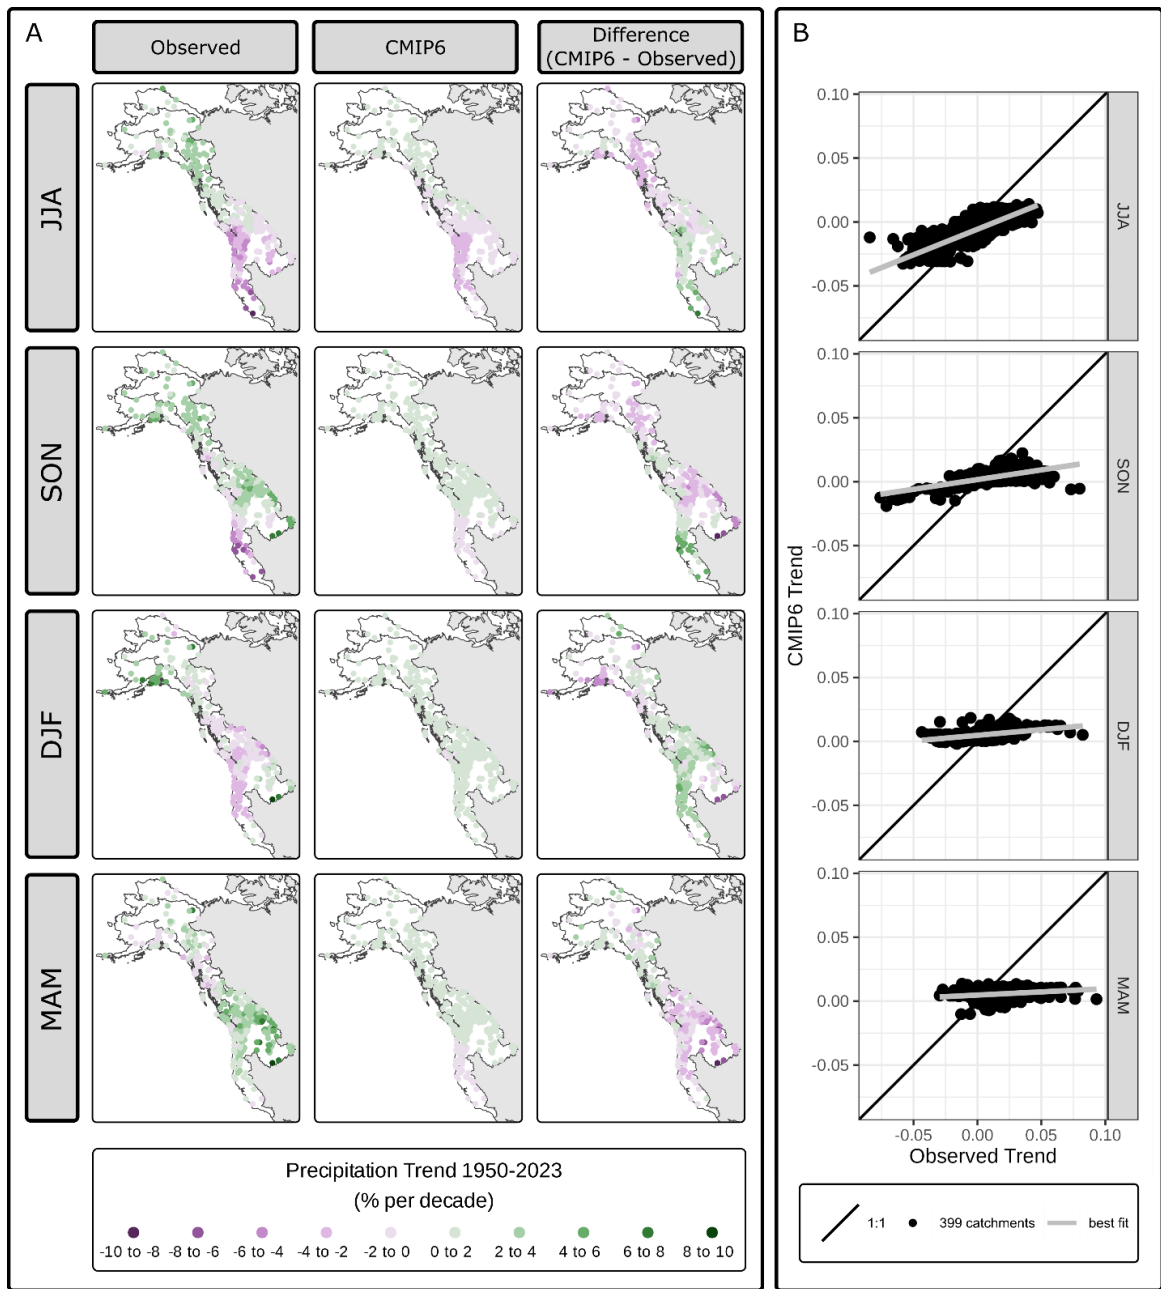 A
Observed
CMIP6
Difference
(CMIP6 - Observed)
JJA
SON
DJF
MAM
Precipitation Trend 1950-2023
(% per decade)
-10 to -8
-8 to -6
-6 to -4
-4 to -2
-2 to 0
0 to 2
2 to 4
4 to 6
6 to 8
8 to 10
B
CMIP6 Trend
0.10
0.05
0.00
-0.05
JJA
0.10
0.05
0.00
-0.05
SON
0.10
0.05
0.00
-0.05
DJF
0.10
0.05
0.00
-0.05
MAM
-0.05 0.00 0.05 0.10
Observed Trend
1:1
399 catchments
best fit